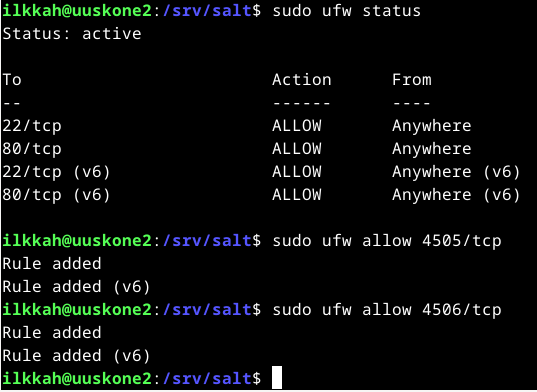 ilkkah@uuskone2:/srv/salt$ sudo ufw status
Status: active
To                         Action      From
--                         ------      ----
22/tcp                     ALLOW       Anywhere
80/tcp                     ALLOW       Anywhere
22/tcp (v6)                ALLOW       Anywhere (v6)
80/tcp (v6)                ALLOW       Anywhere (v6)
ilkkah@uuskone2:/srv/salt$ sudo ufw allow 4505/tcp
Rule added
Rule added (v6)
ilkkah@uuskone2:/srv/salt$ sudo ufw allow 4506/tcp
Rule added
Rule added (v6)
ilkkah@uuskone2:/srv/salt$